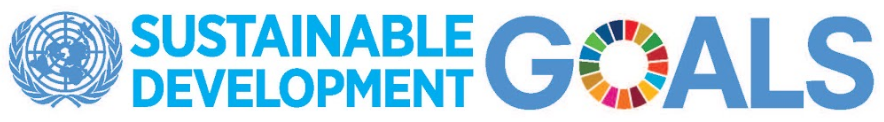 SUSTAINABLE
DEVELOPMENT
GOALS